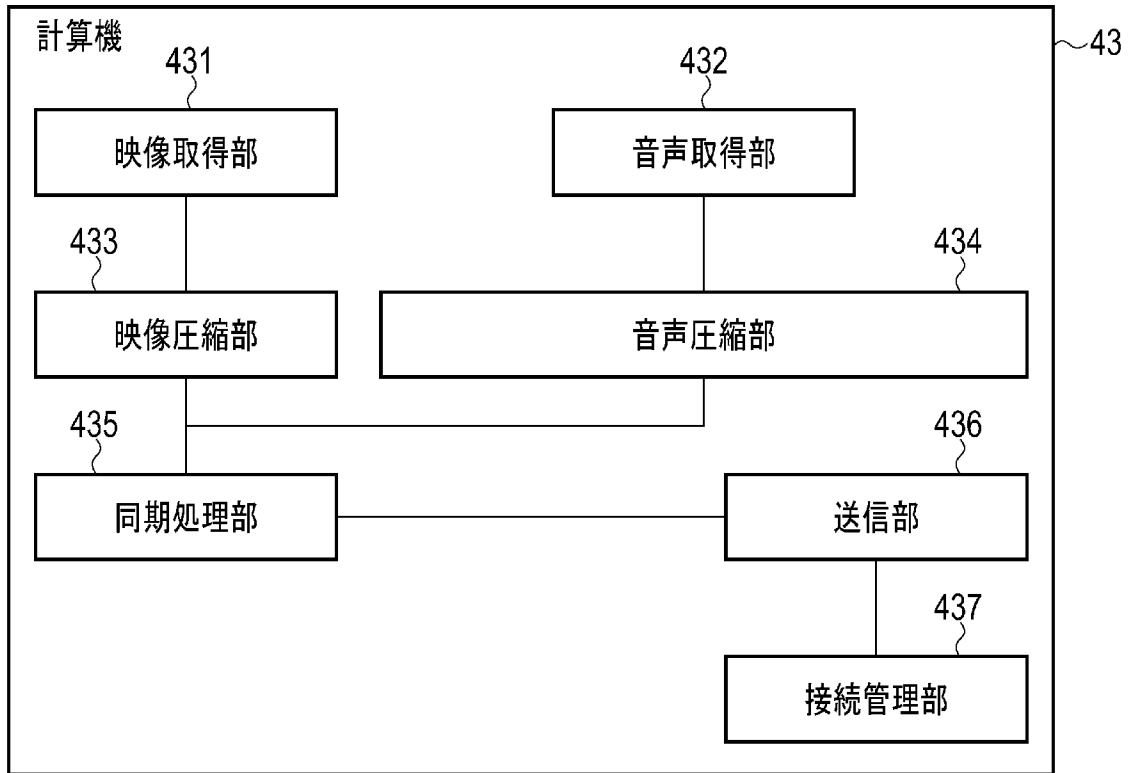 計算機
43
431
432
映像取得部
音声取得部
433
434
映像圧縮部
音声圧縮部
435
436
同期処理部
送信部
437
接続管理部